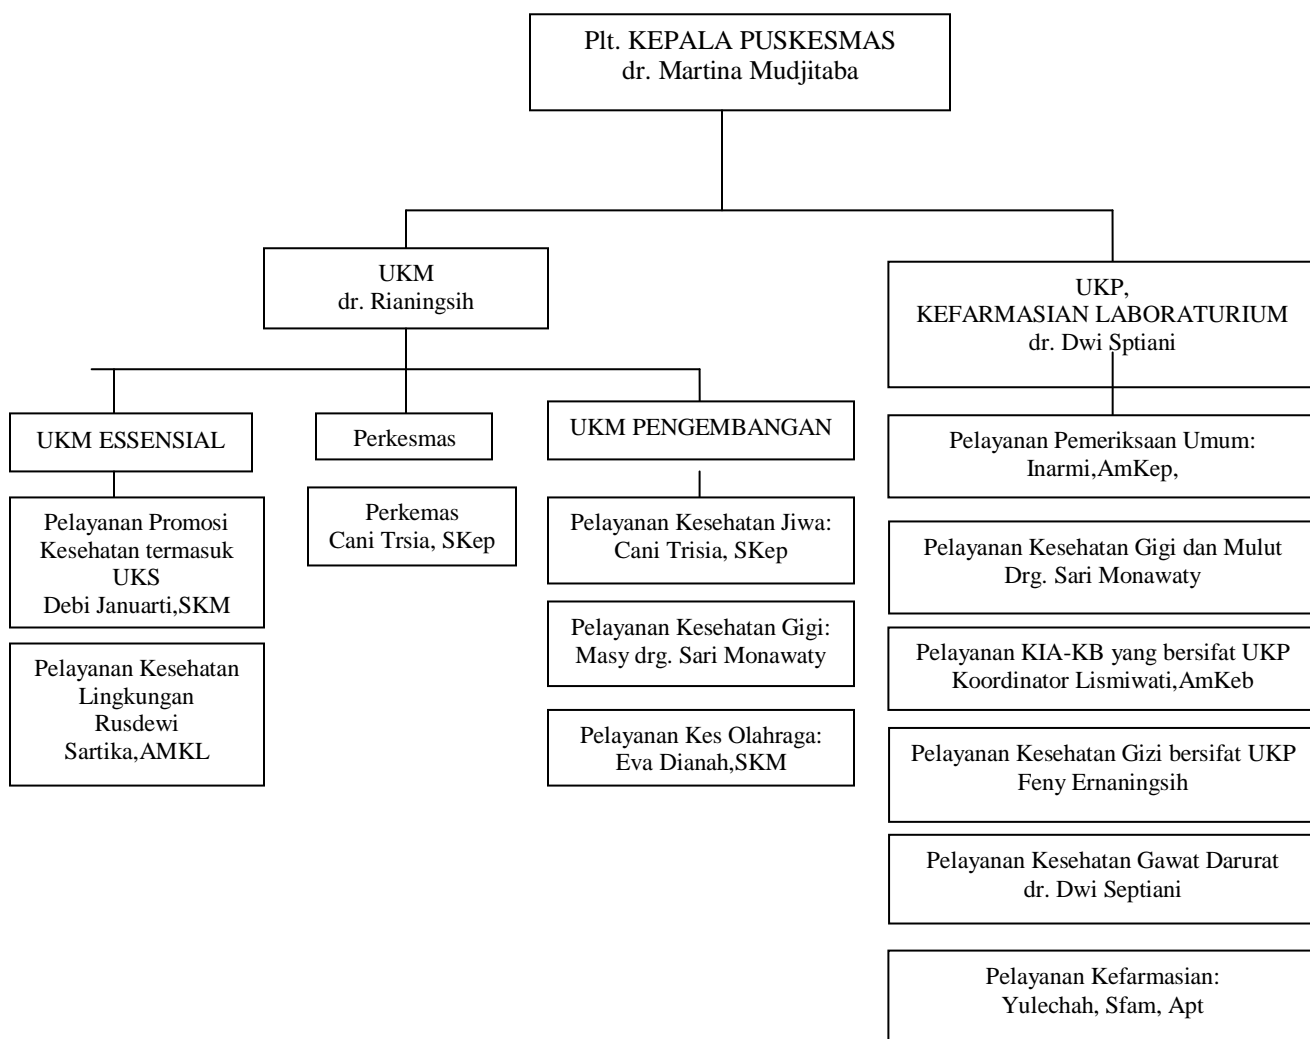 Plt. KEPALA PUSKESMAS
dr. Martina Mudjitaba
UKM
dr. Rianingsih
UKP,
KEFARMASIAN LABORATURIUM
dr. Dwi Sptiani
UKM ESSENSIAL
Perkesmas
UKM PENGEMBANGAN
Pelayanan Promosi
Kesehatan termasuk
UKS
Debi Januarti,SKM
Pelayanan Kesehatan
Lingkungan
Rusdewi
Sartika,AMKL
Perkemas
Cani Trsia, SKep
Pelayanan Kesehatan Jiwa:
Cani Trisia, SKep
Pelayanan Kesehatan Gigi:
Masy drg. Sari Monawaty
Pelayanan Kes Olahraga:
Eva Dianah,SKM
Pelayanan Pemeriksaan Umum:
Inarmi,AmKep,
Pelayanan Kesehatan Gigi dan Mulut
Drg. Sari Monawaty
Pelayanan KIA-KB yang bersifat UKP
Koordinator Lismiwati,AmKeb
Pelayanan Kesehatan Gizi bersifat UKP
Feny Ernaningsih
Pelayanan Kesehatan Gawat Darurat
dr. Dwi Septiani
Pelayanan Kefarmasian:
Yulechah, Sfam, Apt